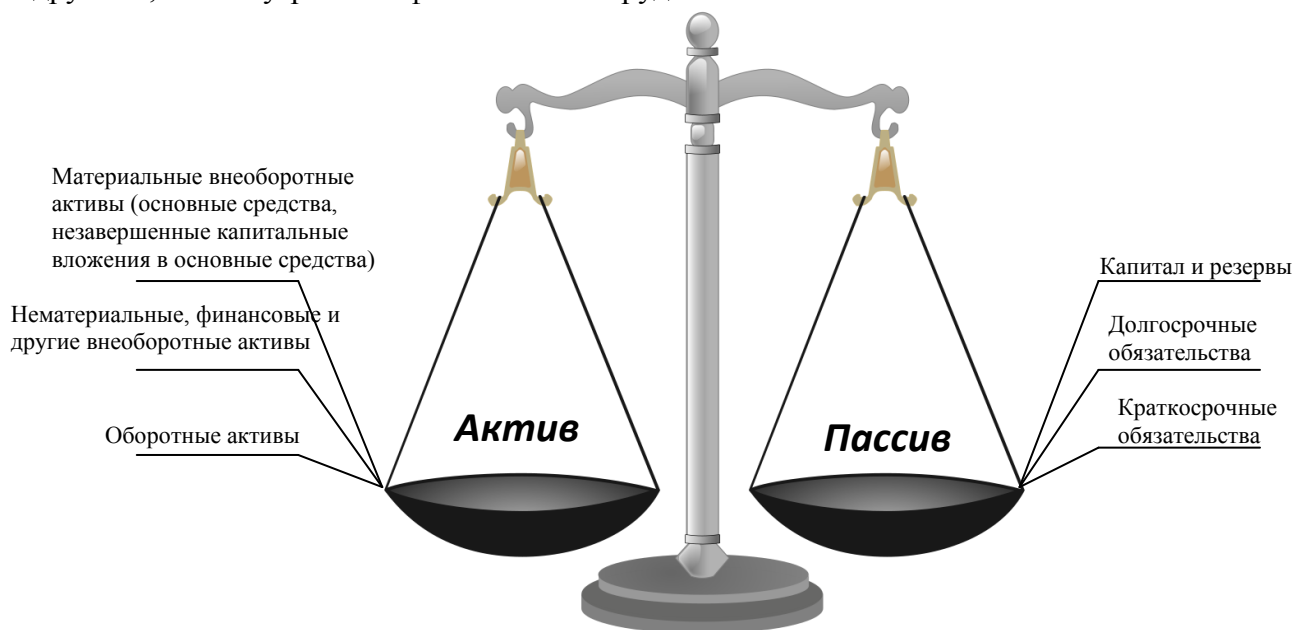 Материальные внеоборотные
активы (основные средства,
незавершенные капитальные
вложения в основные средства)
Нематериальные, финансовые и
другие внеоборотные активы
Оборотные активы
Актив
Пассив
Капитал и резервы
Долгосрочные
обязательства
Краткосрочные
обязательства